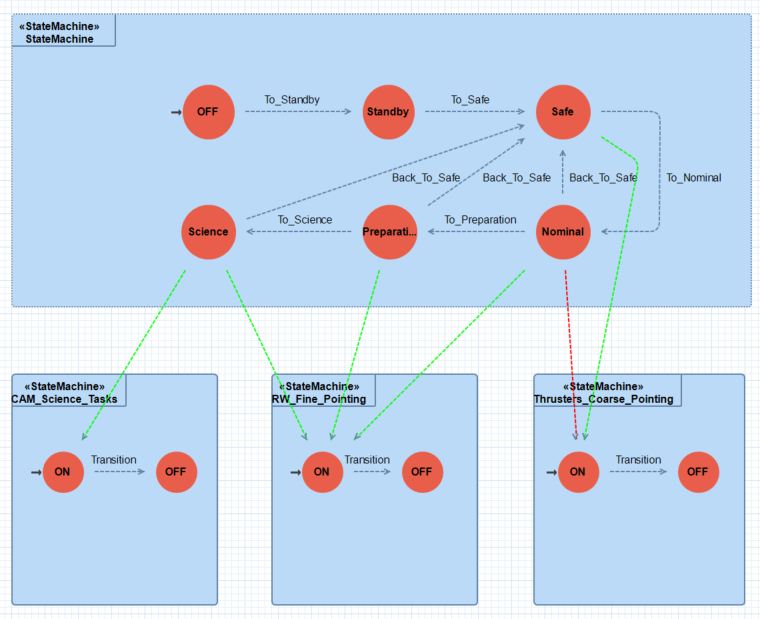 «StateMachine»
StateMachine
OFF
To_Standby
Standby
To_Safe
Safe
Back_To_Safe
Back_To_Safe
Back_To_Safe
To_Nominal
Science
To_Science
Preparati...
To_Preparation
Nominal
«StateMachine»
CAM_Science_Tasks
«StateMachine»
RW_Fine_Pointing
«StateMachine»
Thrusters_Coarse_Pointing
ON
Transition
OFF
ON
Transition
OFF
ON
Transition
OFF